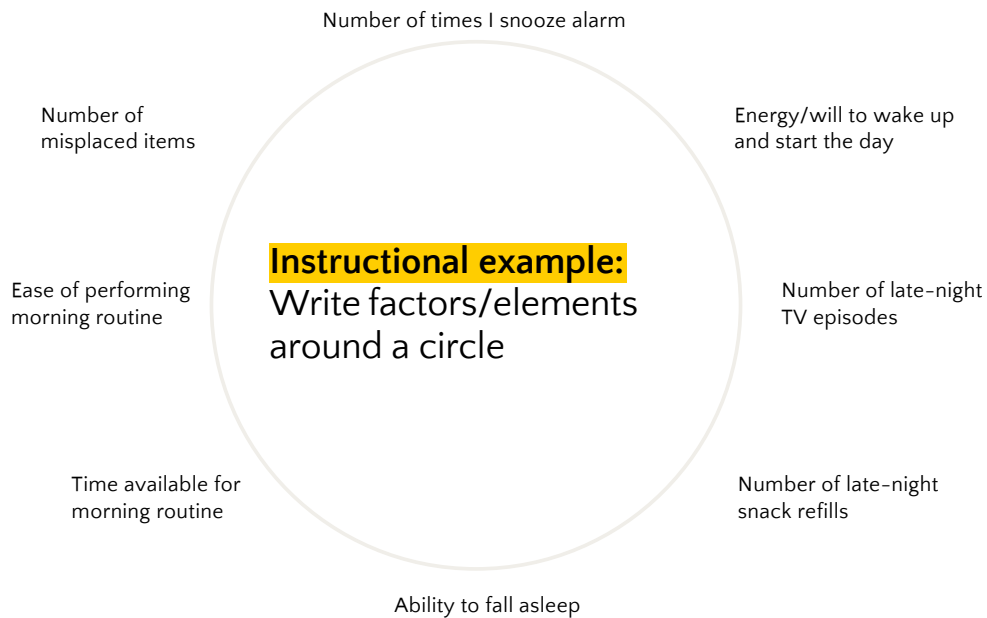 Number of times I snooze alarm
Number of
misplaced items
Energy/will to wake up
and start the day
Instructional example:
Write factors/elements
around a circle
Ease of performing
morning routine
Number of late-night
TV episodes
Time available for
morning routine
Number of late-night
snack refills
Ability to fall asleep